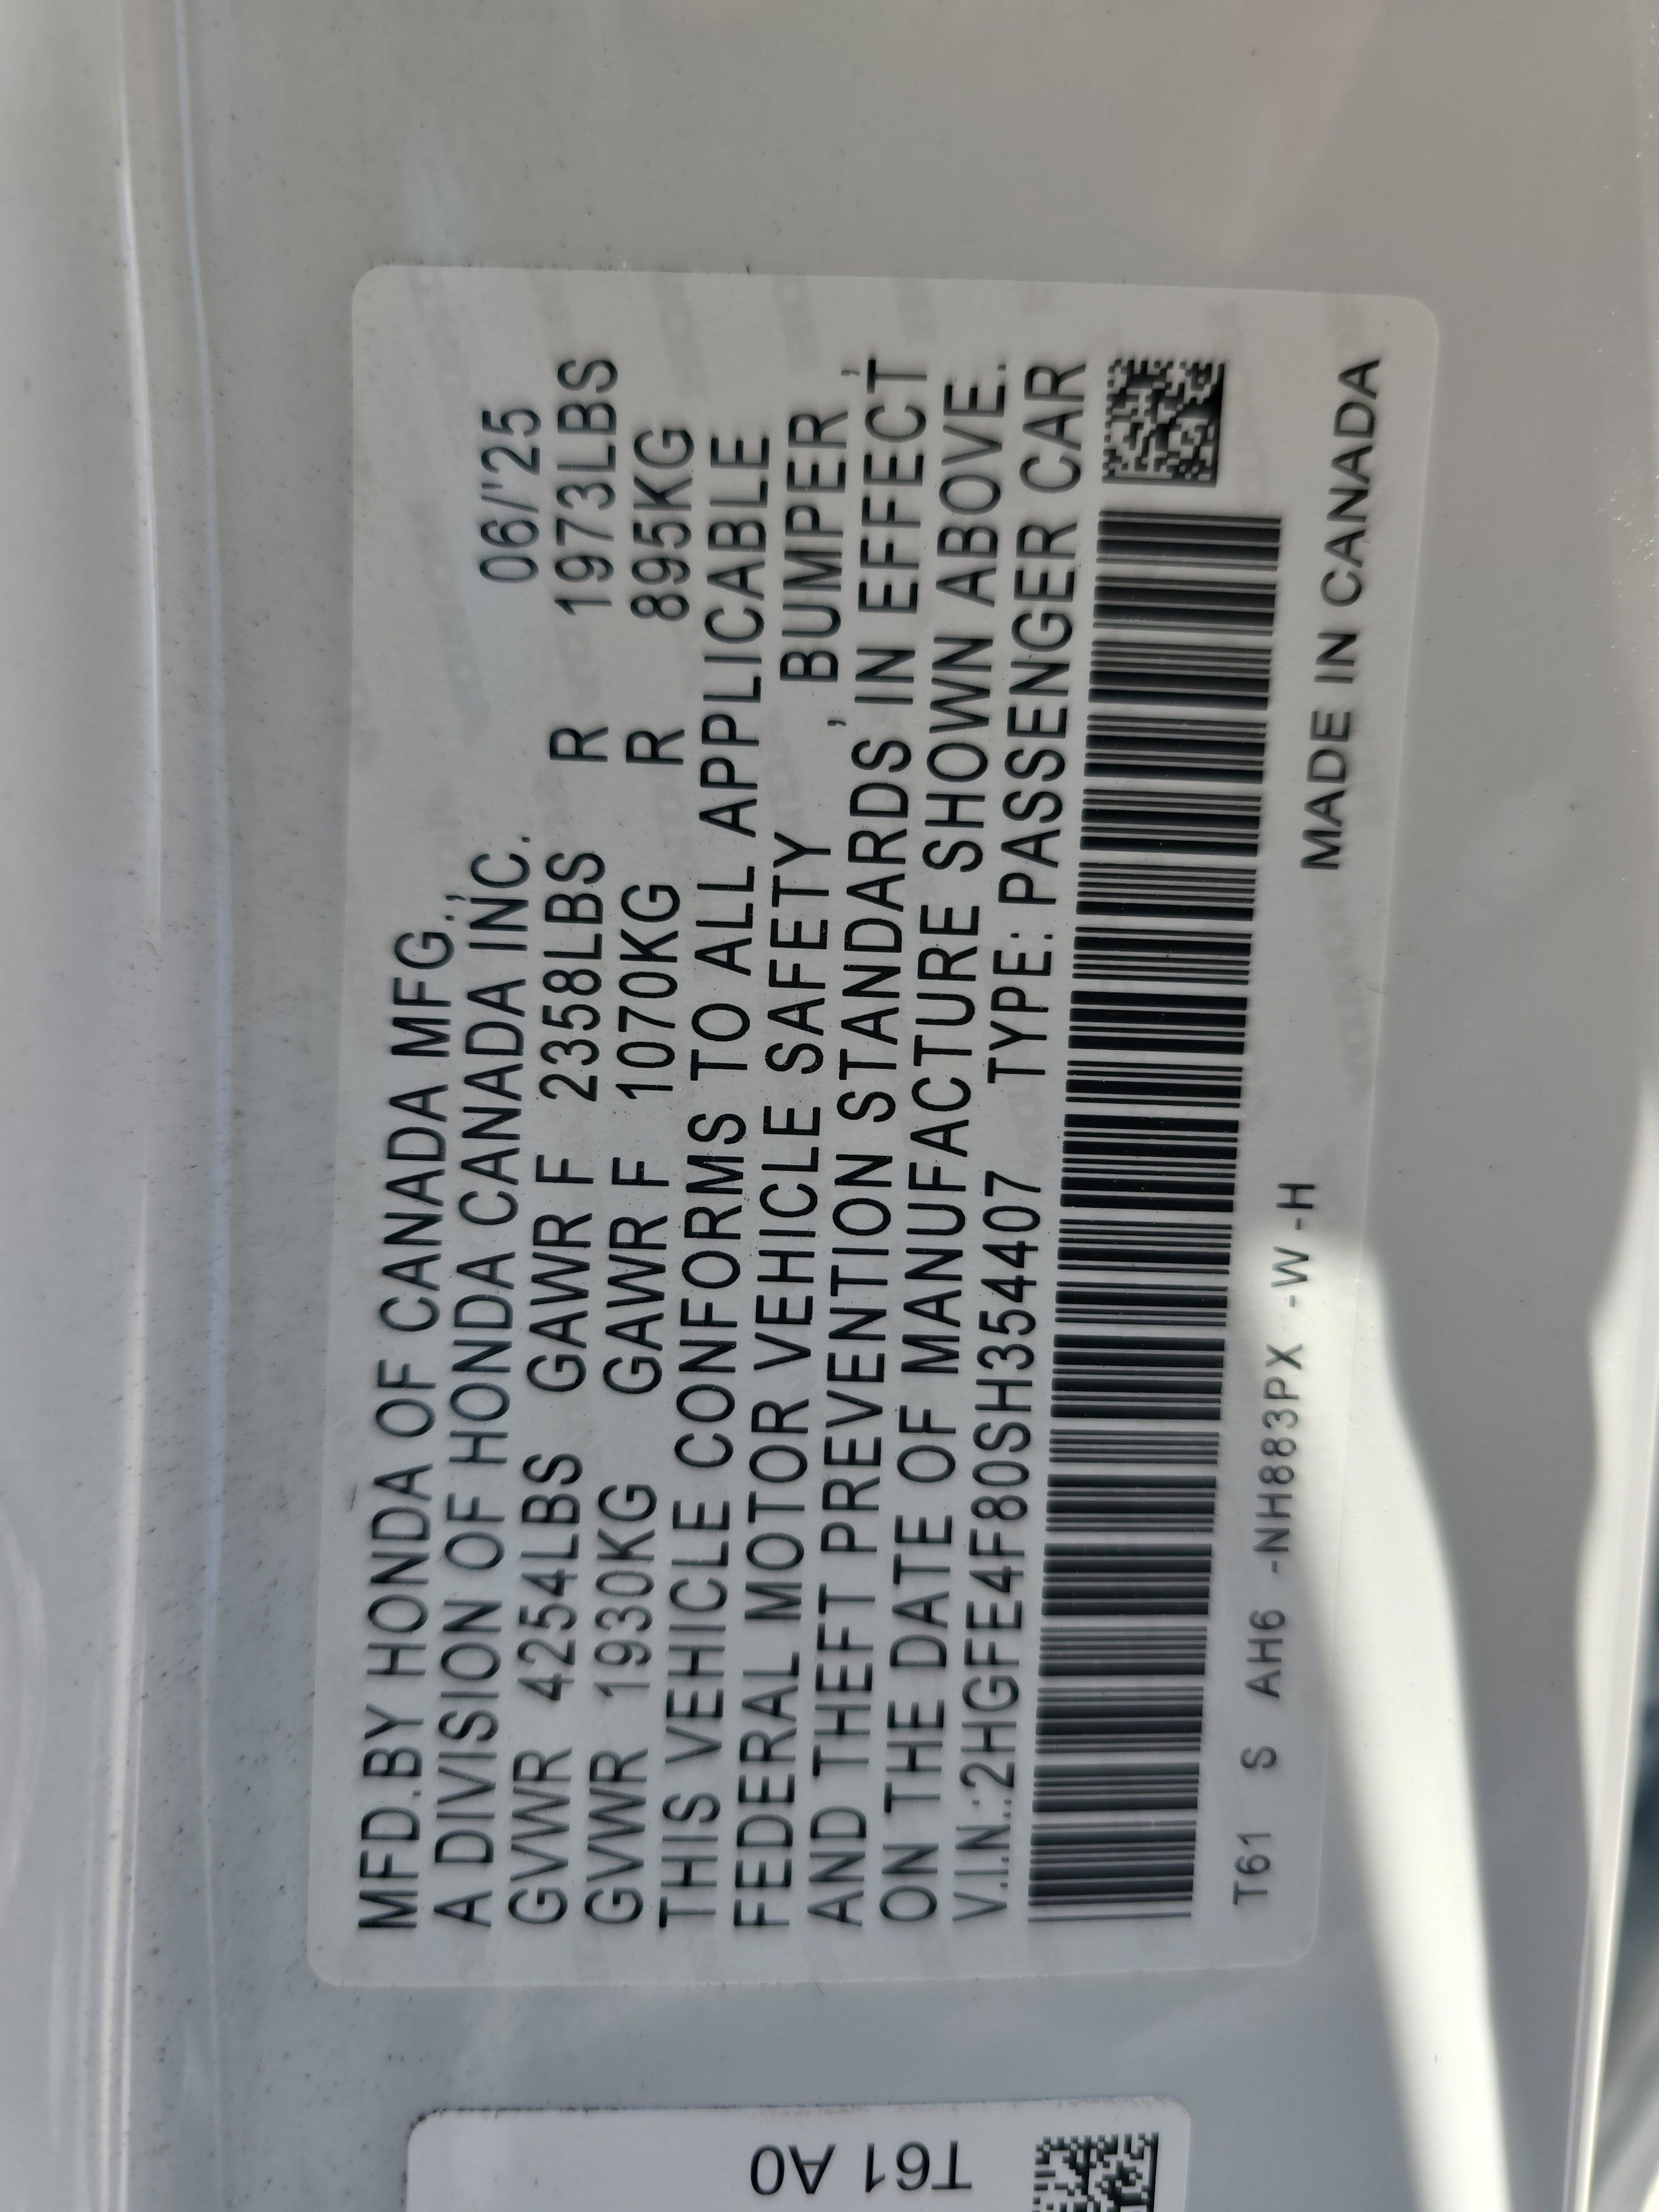 MFD.BY HONDA OF CANADA MFG.,
A DIVISION OF HONDA CANADA INC. 06/'25
GVWR 4254LBS GAWR F 2358LBS R 1973LBS
GVWR 1930KG GAWR F 1070KG R 895KG
THIS VEHICLE CONFORMS TO ALL APPLICABLE
FEDERAL MOTOR VEHICLE SAFETY , BUMPER ,
AND THEFT PREVENTION STANDARDS IN EFFECT
ON THE DATE OF MANUFACTURE SHOWN ABOVE.
V.I.N.:2HGFE4F80SH354407 TYPE: PASSENGER CAR
T61 S AH6 -NH883PX -W -H MADE IN CANADA
T61 A0